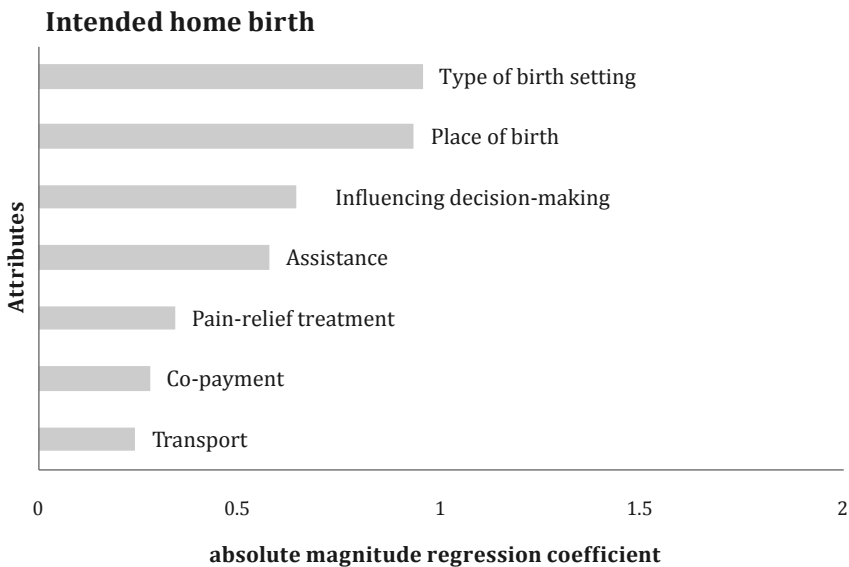 Intended home birth
Type of birth setting
Place of birth
Influencing decision-making
Assistance
Pain-relief treatment
Co-payment
Transport
Attributes
0 0.5 1 1.5 2
absolute magnitude regression coefficient